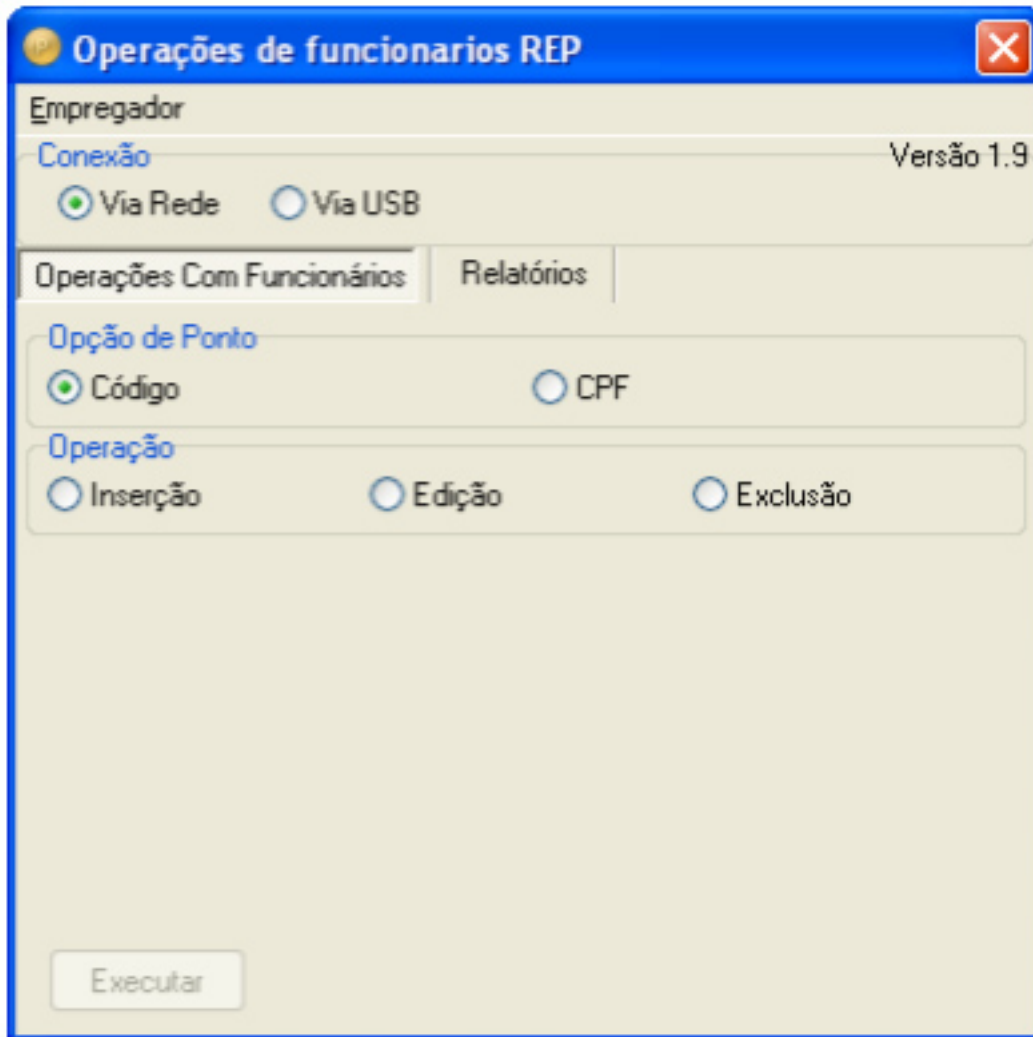 Operações de funcionarios REP
Empregador
Conexão Versão 1.9
Via Rede Via USB
Operações Com Funcionários Relatórios
Opção de Ponto
Código CPF
Operação
Inserção Edição Exclusão
Executar